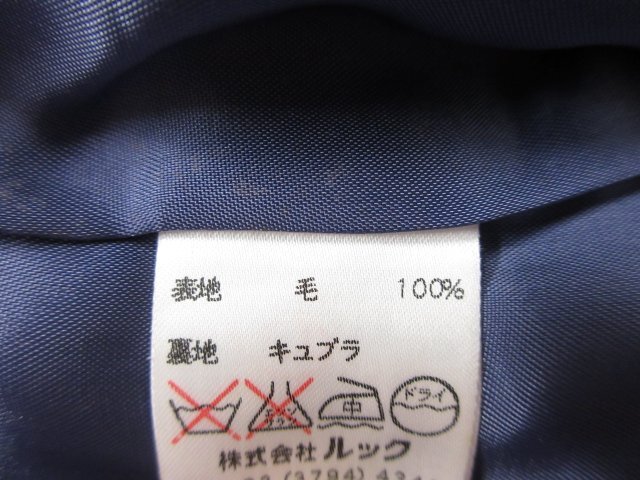 表地 毛 100%
裏地 キュプラ
中 ドライ
株式会社 ルック
(3794)